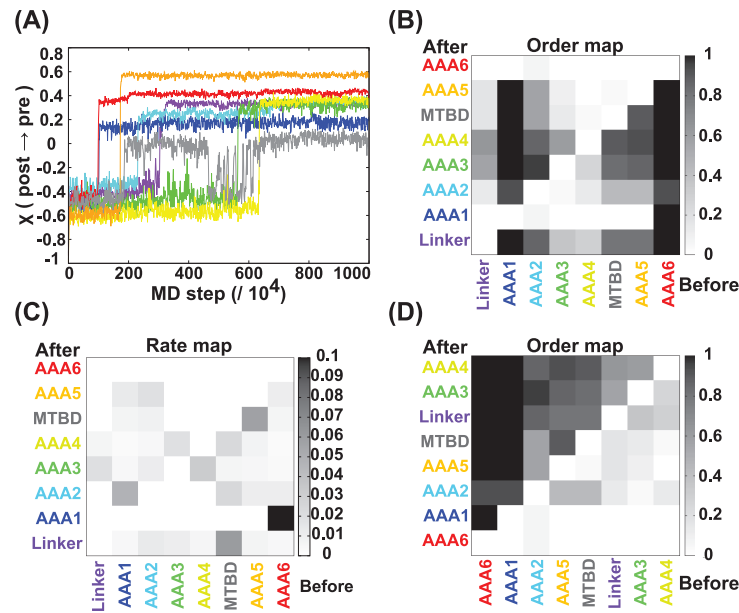 (A)
χ ( post → pre )
0.8
0.6
0.4
0.2
0
-0.2
-0.4
-0.6
-0.8
-1
0 200 400 600 800 1000
MD step (/ 10⁴)
(B)
After Order map
AAA6
AAA5
MTBD
AAA4
AAA3
AAA2
AAA1
Linker
1
0.8
0.6
0.4
0.2
0
Linker AAA1 AAA2 AAA3 AAA4 MTBD AAA5 AAA6 Before
(C)
After Rate map
AAA6
AAA5
MTBD
AAA4
AAA3
AAA2
AAA1
Linker
0.1
0.09
0.08
0.07
0.06
0.05
0.04
0.03
0.02
0.01
0
Linker AAA1 AAA2 AAA3 AAA4 MTBD AAA5 AAA6 Before
(D)
After Order map
AAA4
AAA3
Linker
MTBD
AAA5
AAA2
AAA1
AAA6
1
0.8
0.6
0.4
0.2
0
AAA6 AAA1 AAA2 AAA5 MTBD Linker AAA3 AAA4 Before